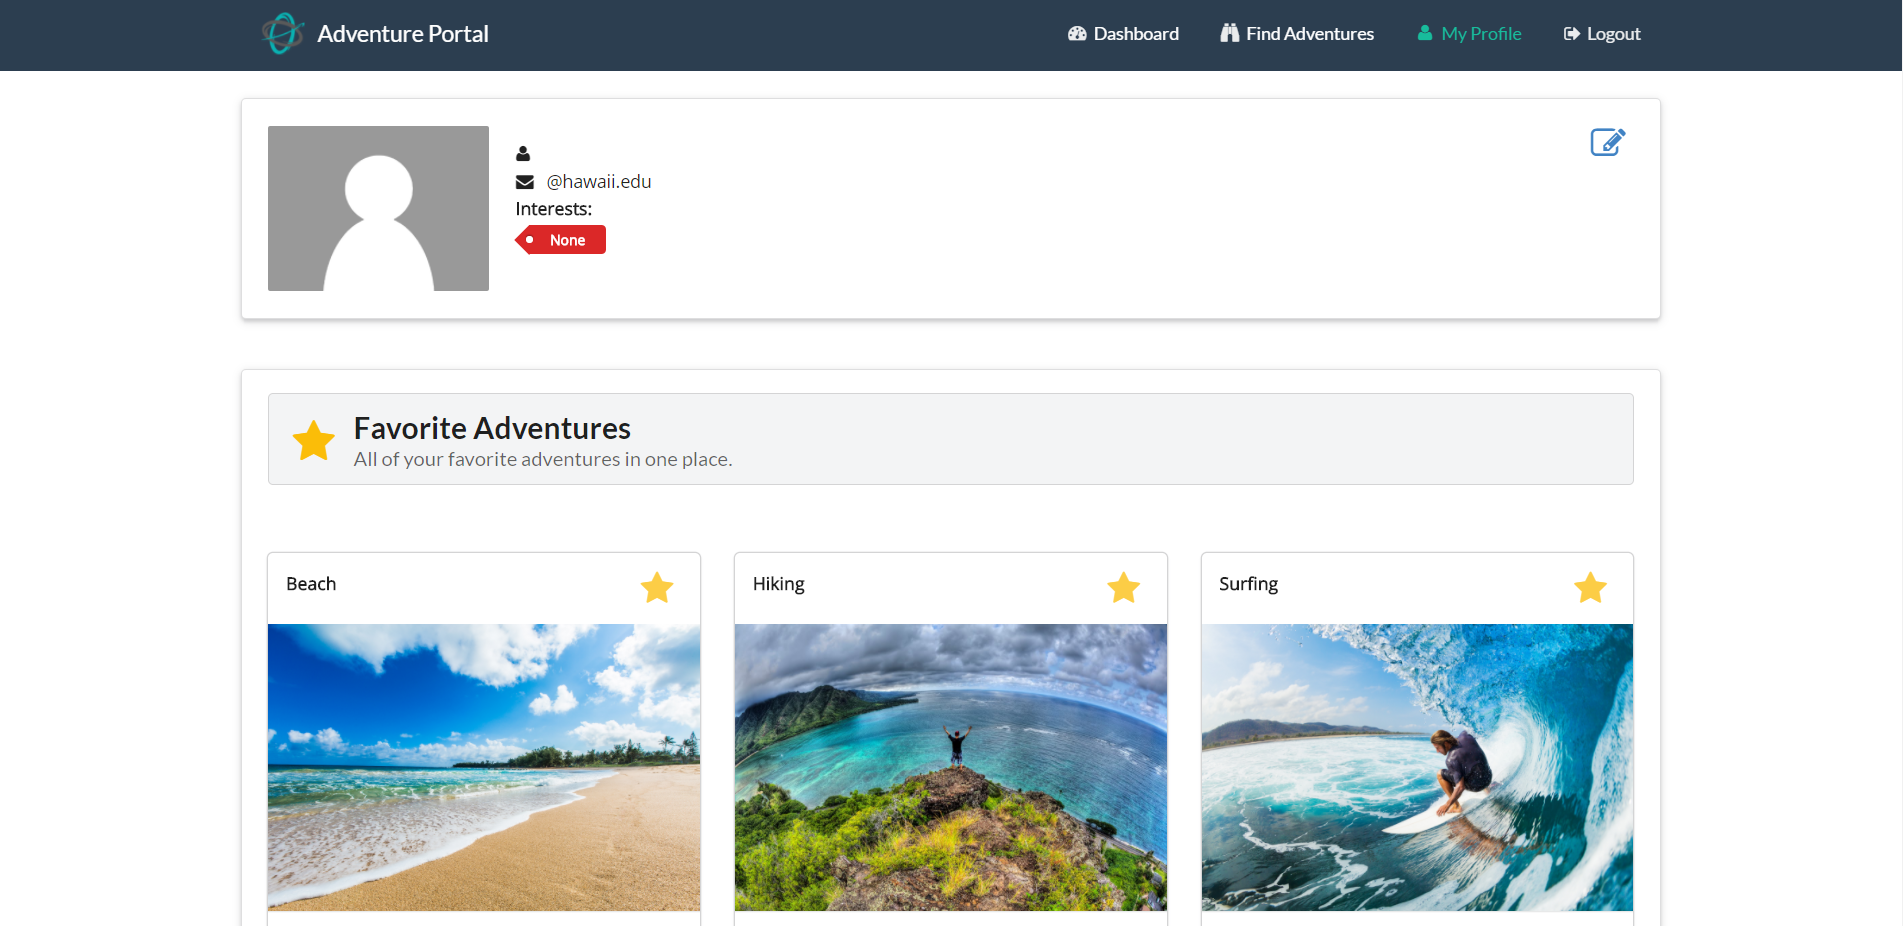 Adventure Portal
Dashboard
Find Adventures
My Profile
Logout
@hawaii.edu
Interests:
None
Favorite Adventures
All of your favorite adventures in one place.
Beach
Hiking
Surfing